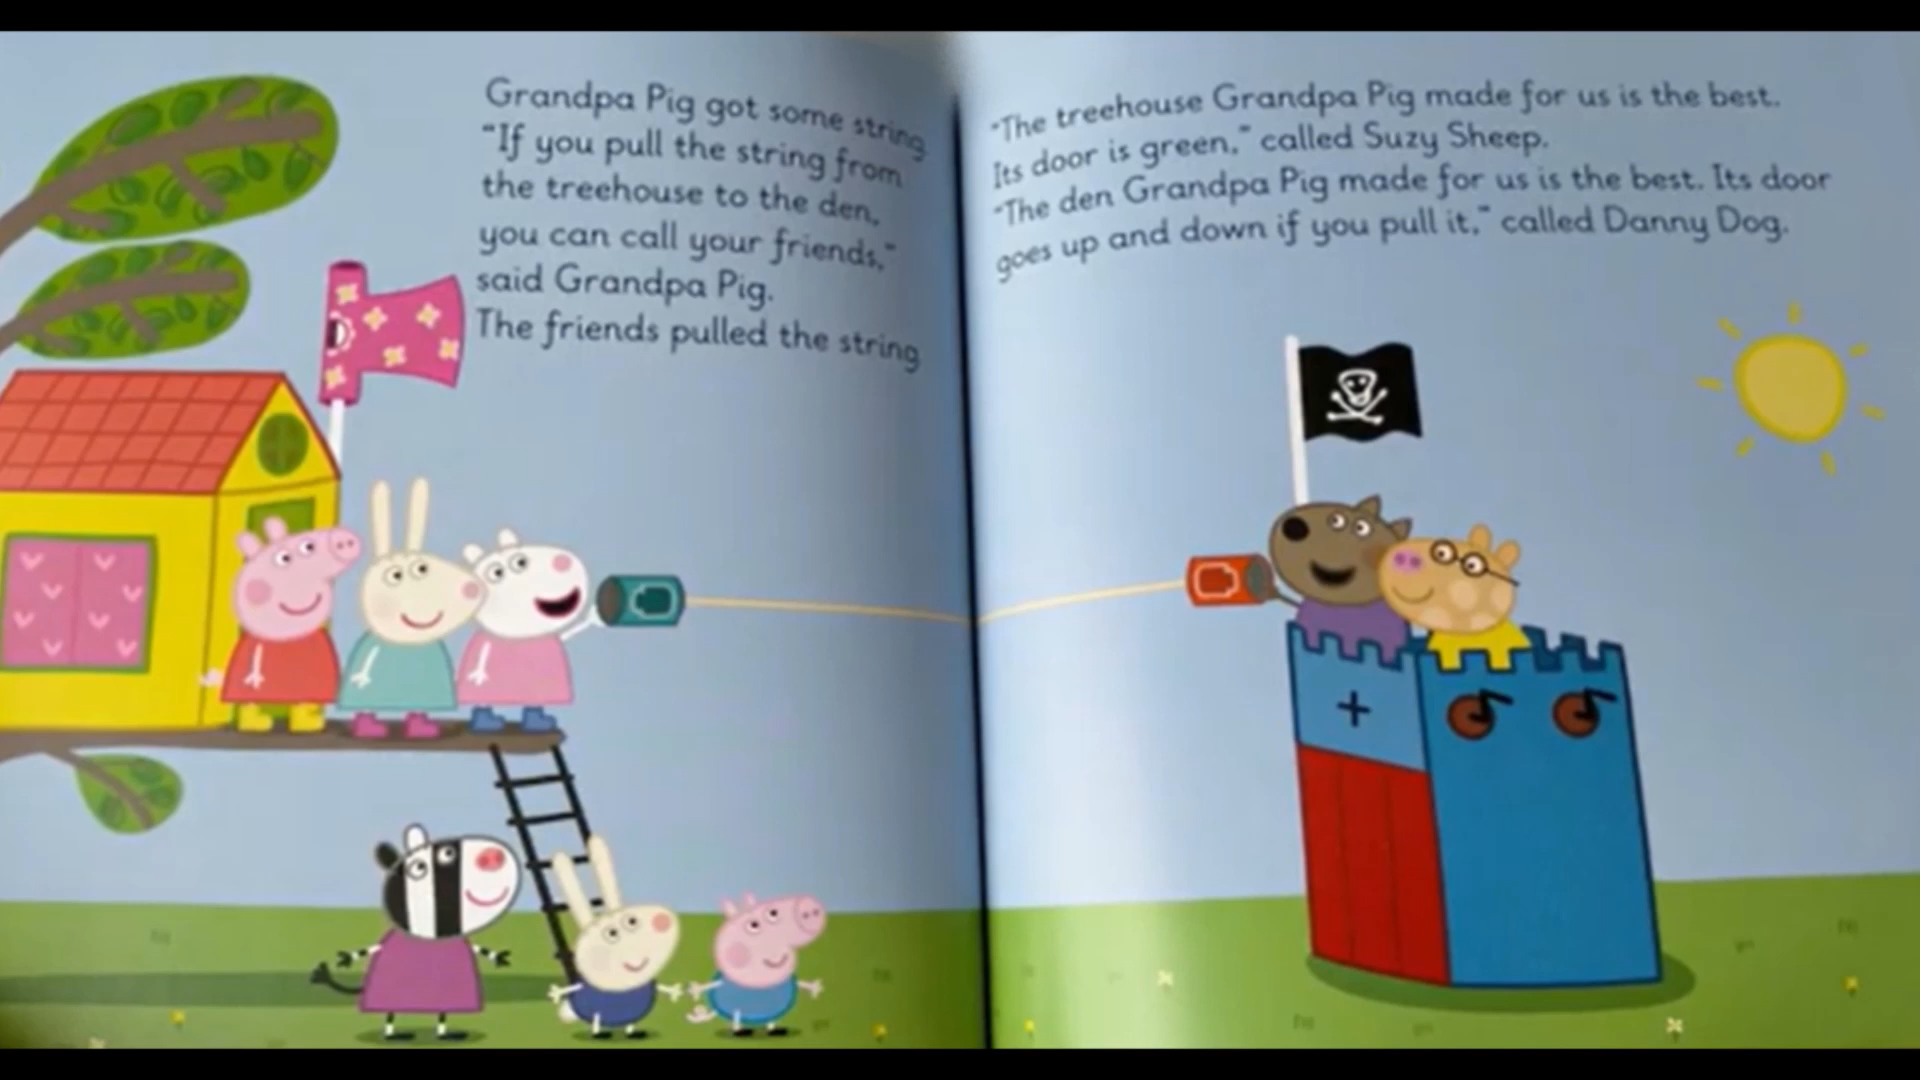 Grandpa Pig got some string.
"If you pull the string from
the treehouse to the den,
you can call your friends,"
said Grandpa Pig.
The friends pulled the string
"The treehouse Grandpa Pig made for us is the best.
Its door is green," called Suzy Sheep.
"The den Grandpa Pig made for us is the best. Its door
goes up and down if you pull it," called Danny Dog.